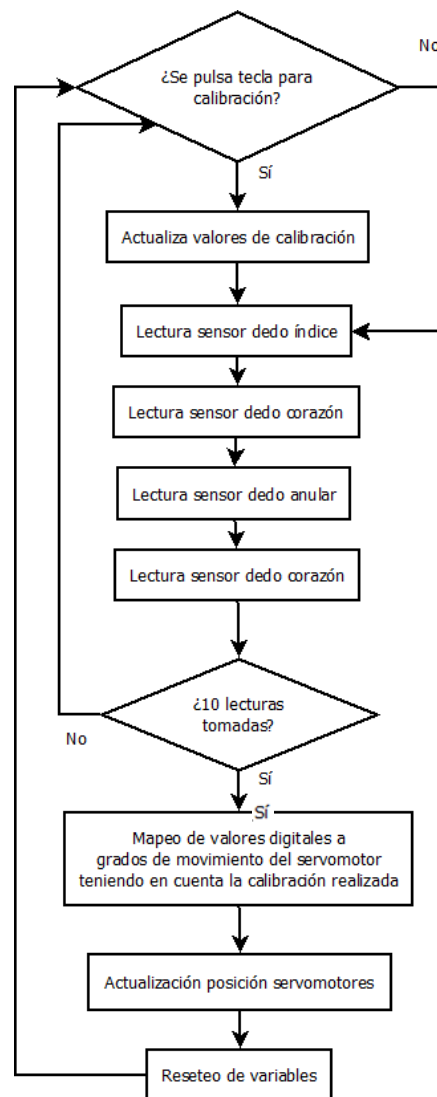 ¿Se pulsa tecla para
calibración?
No
Sí
Actualiza valores de calibración
Lectura sensor dedo índice
Lectura sensor dedo corazón
Lectura sensor dedo anular
Lectura sensor dedo corazón
¿10 lecturas
tomadas?
No
Sí
Sí
Mapeo de valores digitales a
grados de movimiento del servomotor
teniendo en cuenta la calibración realizada
Actualización posición servomotores
Reseteo de variables